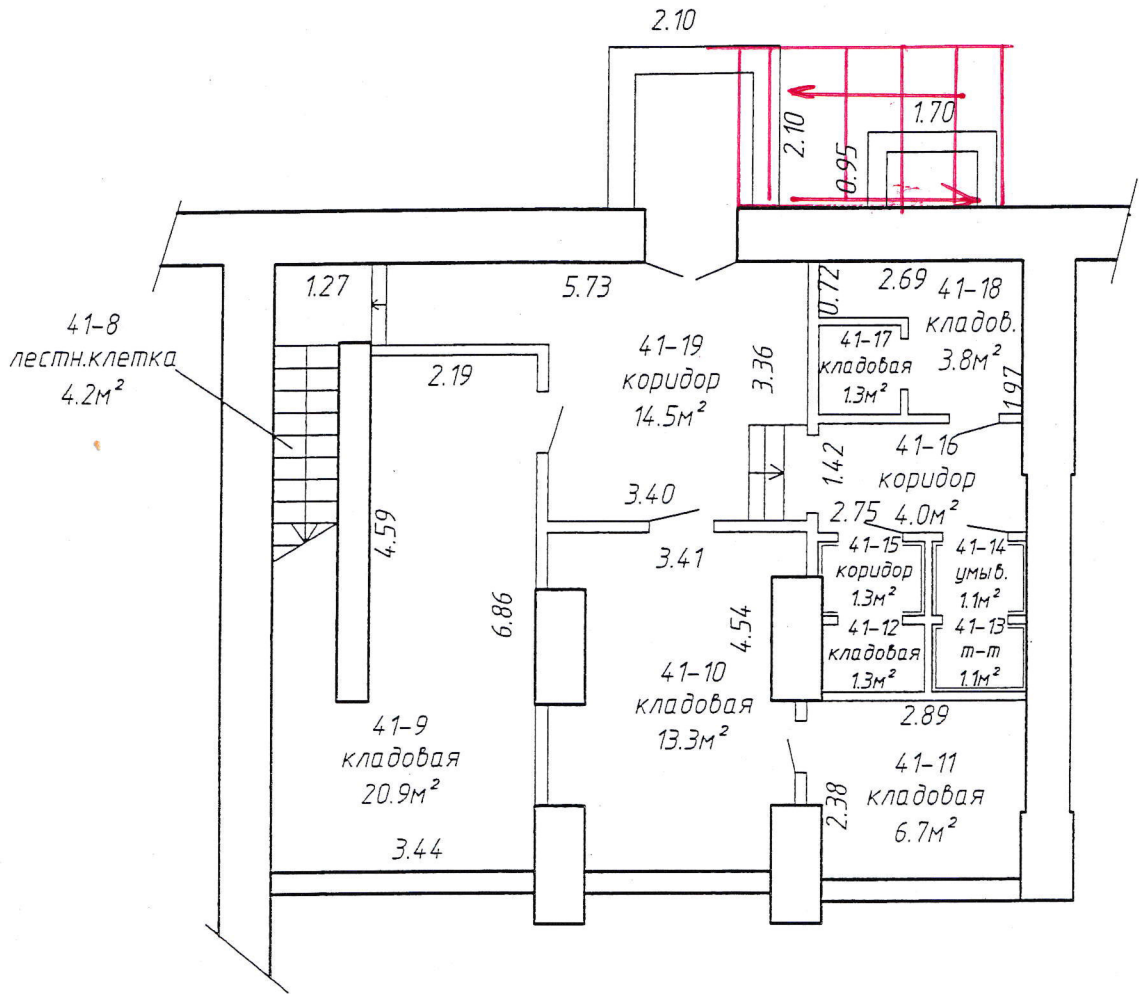 2.10
2.10
1.70
0.95
1.27
5.73
0.72
2.69
41-18
кладов.
3.8м²
41-8
лестн.клетка
4.2м²
2.19
41-19
коридор
14.5м²
3.36
41-17
кладовая
1.3м²
1.97
1.42
41-16
коридор
4.0м²
3.40
2.75
4.59
3.41
41-15
коридор
1.3м²
41-14
умыв.
1.1м²
6.86
4.54
41-12
кладовая
1.3м²
41-13
т-т
1.1м²
41-10
кладовая
13.3м²
41-9
кладовая
20.9м²
2.89
41-11
кладовая
6.7м²
2.38
3.44